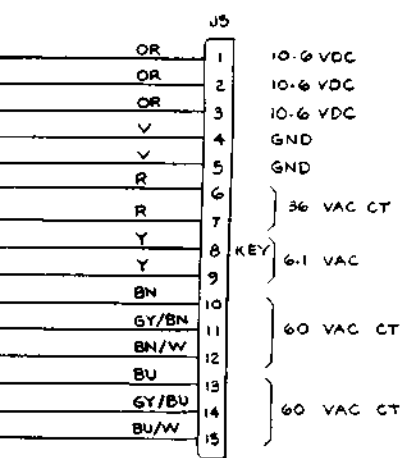 J5
OR 1 10.6 VDC
OR 2 10.6 VDC
OR 3 10.6 VDC
V 4 GND
V 5 GND
R 6
36 VAC CT
R 7
Y 8 KEY
6.1 VAC
Y 9
BN 10
GY/BN 11 60 VAC CT
BN/W 12
BU 13
GY/BU 14 60 VAC CT
BU/W 15